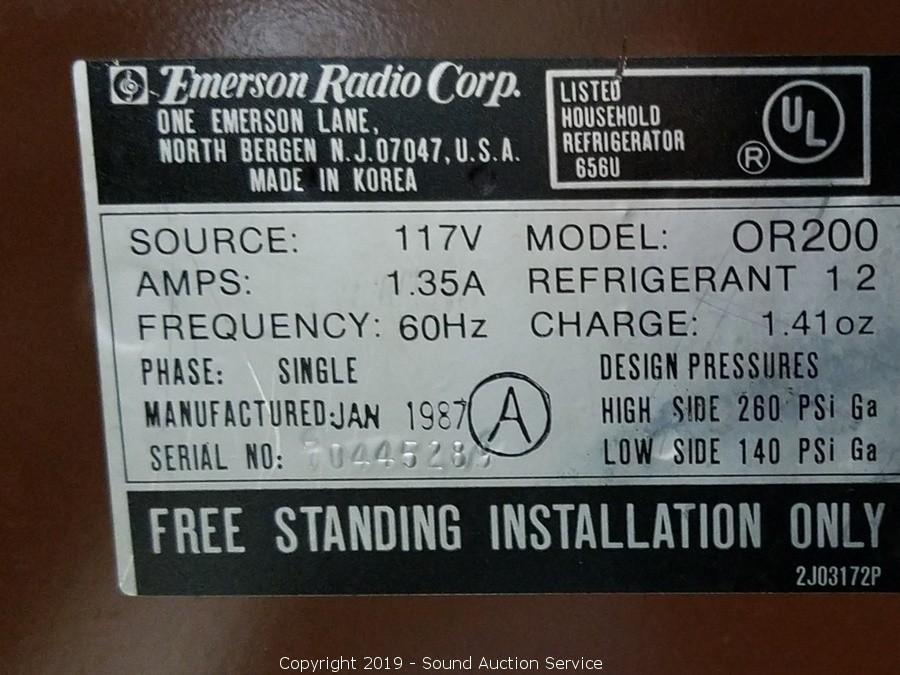 Emerson Radio Corp.
ONE EMERSON LANE,
NORTH BERGEN N.J.07047,U.S.A.
MADE IN KOREA
LISTED
HOUSEHOLD
REFRIGERATOR
656U
® UL
SOURCE: 117V MODEL: OR200
AMPS: 1.35A REFRIGERANT 12
FREQUENCY: 60Hz CHARGE: 1.41oz
PHASE: SINGLE DESIGN PRESSURES
MANUFACTURED:JAN 1987 A HIGH SIDE 260 PSi Ga
SERIAL NO: LOW SIDE 140 PSi Ga
FREE STANDING INSTALLATION ONLY
2J03172P
Copyright 2019 - Sound Auction Service